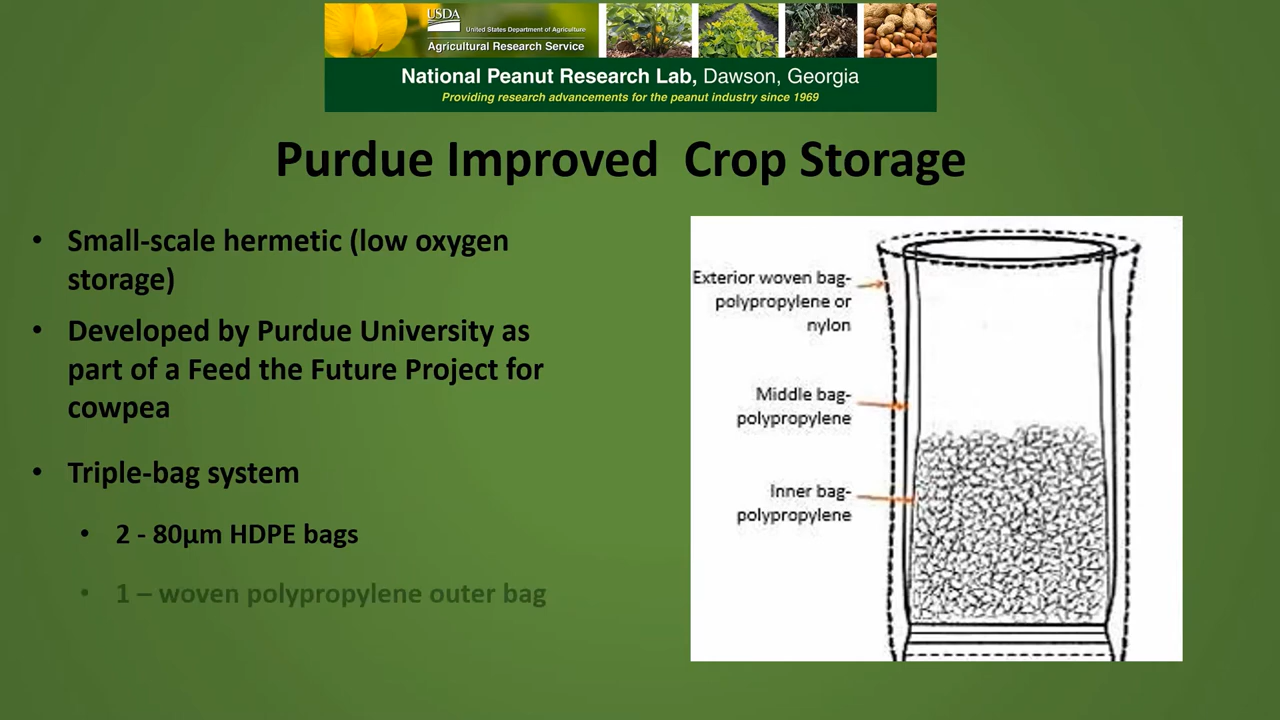 USDA
United States Department of Agriculture
Agricultural Research Service
National Peanut Research Lab, Dawson, Georgia
Providing research advancements for the peanut industry since 1969
Purdue Improved Crop Storage
• Small-scale hermetic (low oxygen
storage)
• Developed by Purdue University as
part of a Feed the Future Project for
cowpea
• Triple-bag system
• 2 - 80µm HDPE bags
• 1 – woven polypropylene outer bag
Exterior woven bag-
polypropylene or
nylon
Middle bag-
polypropylene
Inner bag-
polypropylene